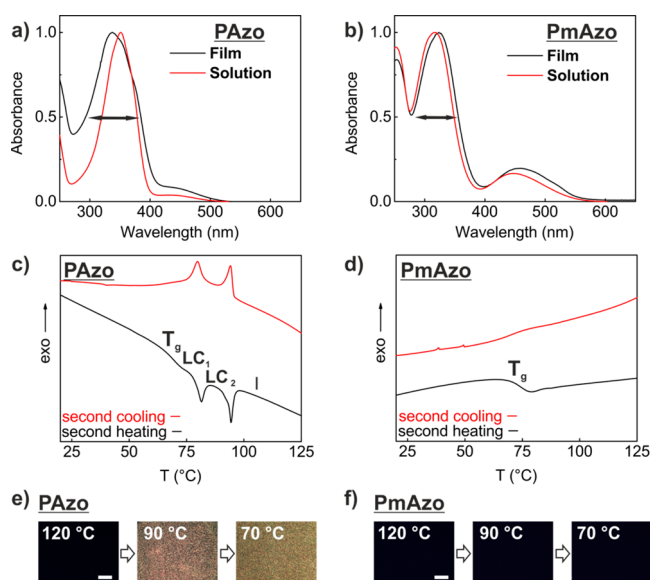 a) PAzo
Film
Solution
Absorbance
1.0
0.5
0.0
300 400 500 600
Wavelength (nm)
b) PmAzo
Film
Solution
Absorbance
1.0
0.5
0.0
300 400 500 600
Wavelength (nm)
c) PAzo
exo →
Tg
LC1
LC2
I
second cooling –
second heating –
25 50 75 100 125
T (°C)
d) PmAzo
exo →
Tg
second cooling –
second heating –
25 50 75 100 125
T (°C)
e) PAzo
120 °C 90 °C 70 °C
f) PmAzo
120 °C 90 °C 70 °C